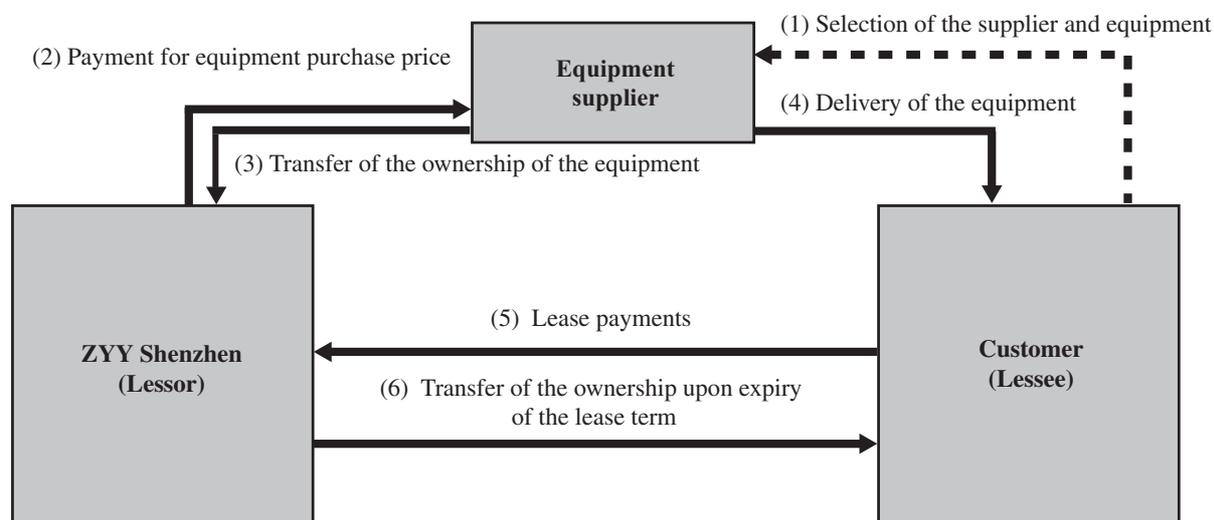 (1) Selection of the supplier and equipment
(2) Payment for equipment purchase price
Equipment
supplier
(4) Delivery of the equipment
(3) Transfer of the ownership of the equipment
(5) Lease payments
ZYY Shenzhen
(Lessor)
Customer
(Lessee)
(6) Transfer of the ownership upon expiry
of the lease term